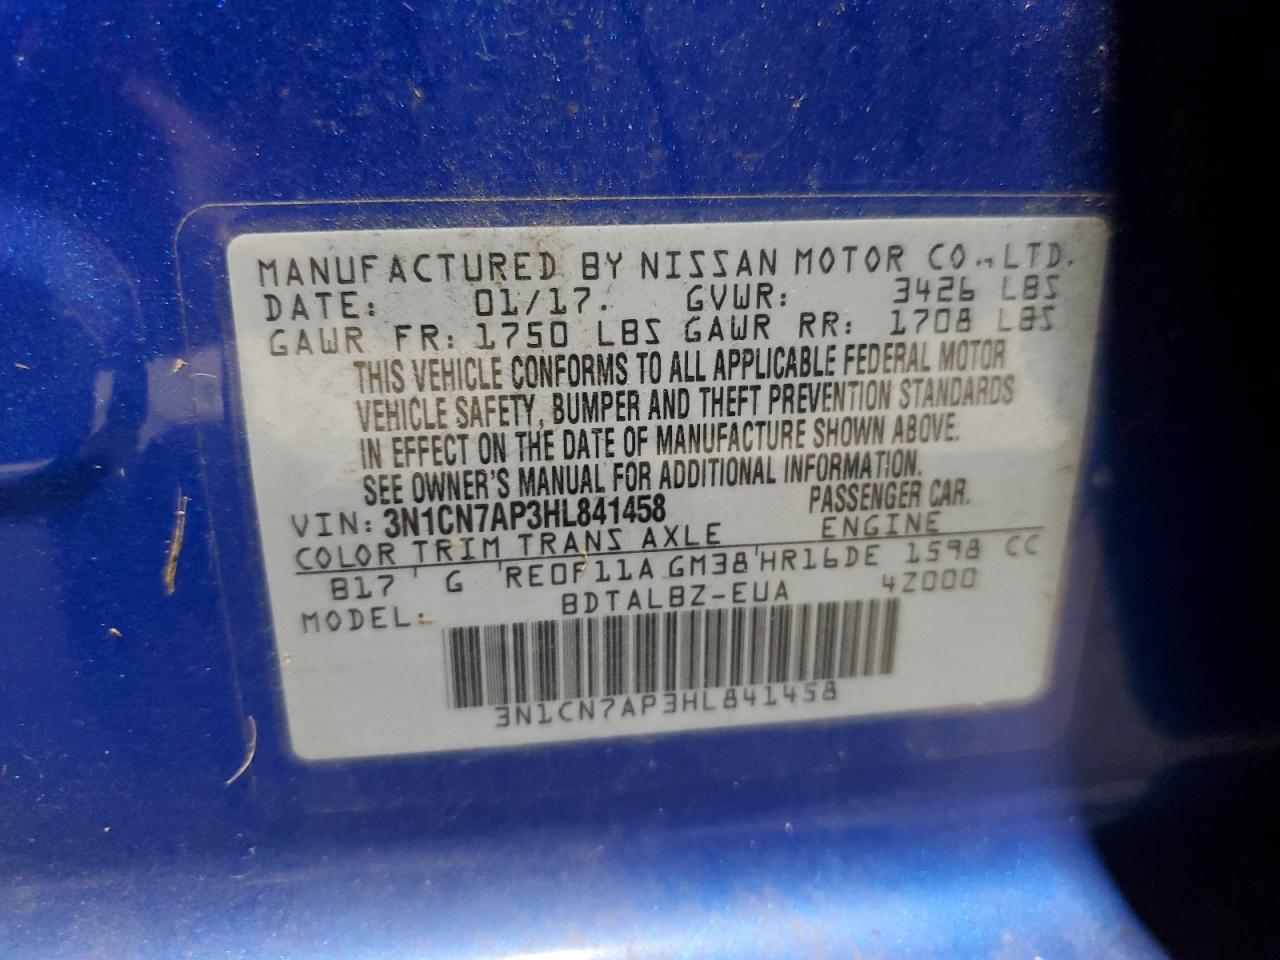 MANUFACTURED BY NISSAN MOTOR CO., LTD.
DATE: 01/17. GVWR: 3426 LBS
GAWR FR: 1750 LBS GAWR RR: 1708 LBS
THIS VEHICLE CONFORMS TO ALL APPLICABLE FEDERAL MOTOR
VEHICLE SAFETY, BUMPER AND THEFT PREVENTION STANDARDS
IN EFFECT ON THE DATE OF MANUFACTURE SHOWN ABOVE.
SEE OWNER'S MANUAL FOR ADDITIONAL INFORMATION.
VIN: 3N1CN7AP3HL841458 PASSENGER CAR.
COLOR TRIM TRANS AXLE ENGINE
B17 ' G 'RE0F11A GM38'HR16DE 1598 CC
MODEL: BDTALBZ-EUA 4Z000
3N1CN7AP3HL841458